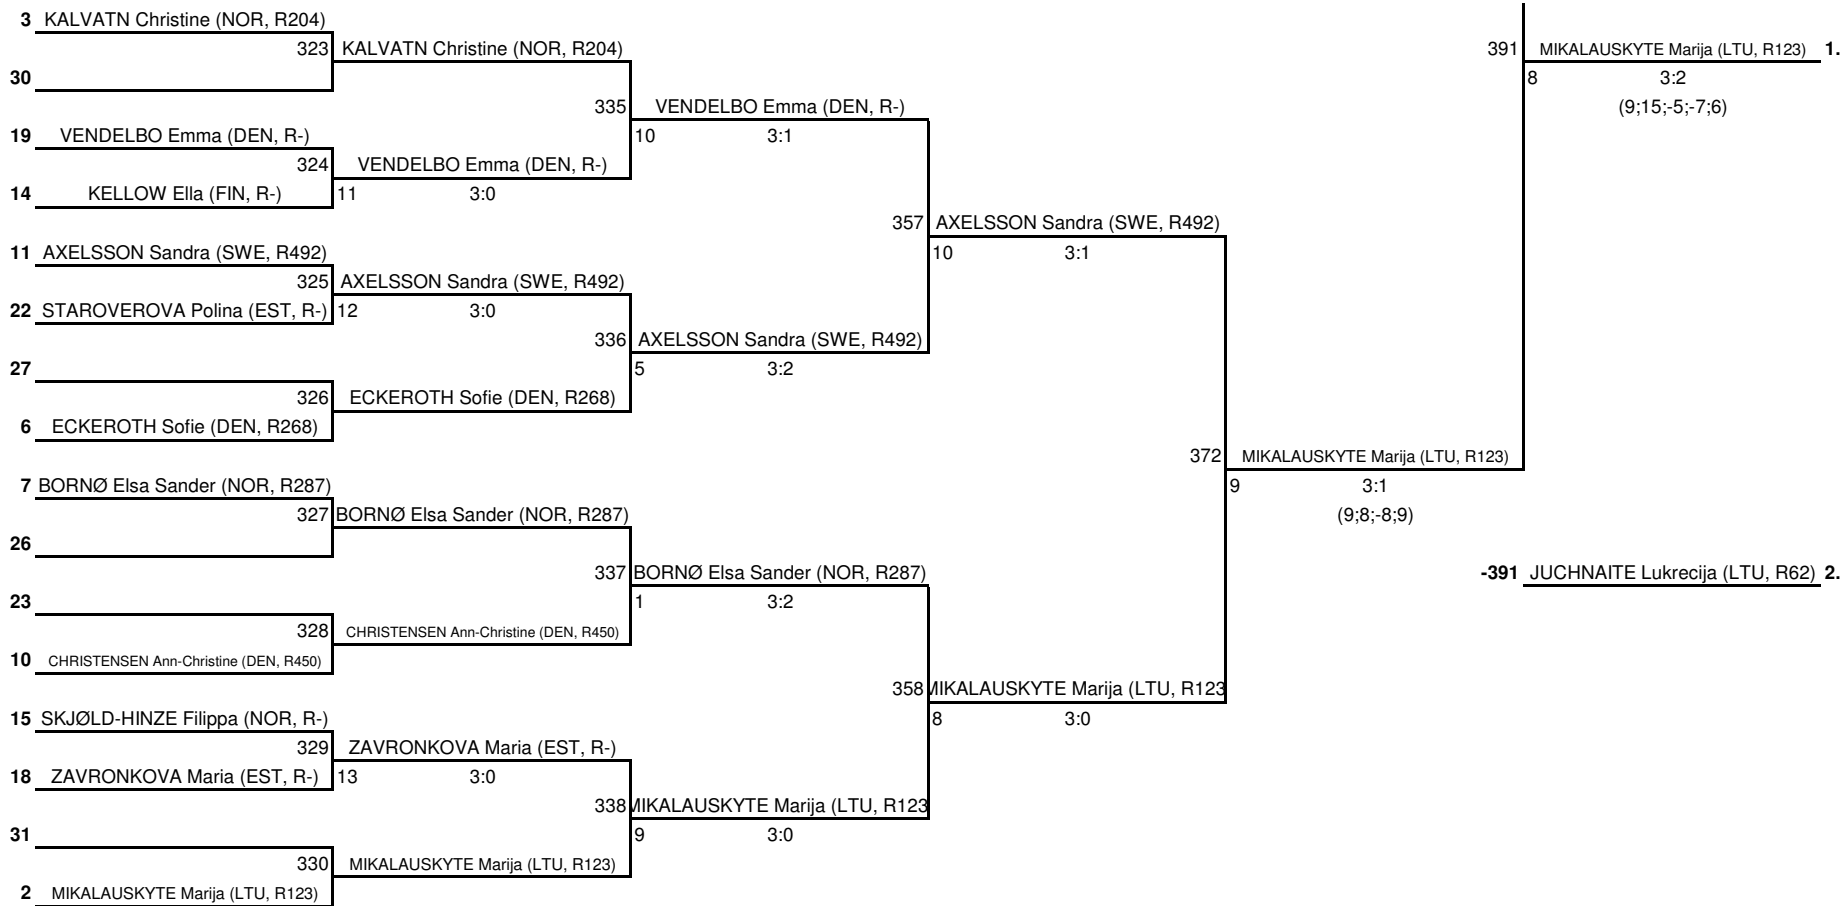 3 KALVATN Christine (NOR, R204)
323 KALVATN Christine (NOR, R204)
391 MIKALAUSKYTE Marija (LTU, R123) 1.
30
8 3:2
335 VENDELBO Emma (DEN, R-)
(9;15;-5;-7;6)
19 VENDELBO Emma (DEN, R-)
10 3:1
324 VENDELBO Emma (DEN, R-)
14 KELLOW Ella (FIN, R-)
11 3:0
357 AXELSSON Sandra (SWE, R492)
11 AXELSSON Sandra (SWE, R492)
10 3:1
325 AXELSSON Sandra (SWE, R492)
22 STAROVEROVA Polina (EST, R-)
12 3:0
336 AXELSSON Sandra (SWE, R492)
27
5 3:2
326 ECKEROTH Sofie (DEN, R268)
6 ECKEROTH Sofie (DEN, R268)
372 MIKALAUSKYTE Marija (LTU, R123)
7 BORNØ Elsa Sander (NOR, R287)
9 3:1
327 BORNØ Elsa Sander (NOR, R287)
(9;8;-8;9)
26
337 BORNØ Elsa Sander (NOR, R287)
-391 JUCHNAITE Lukrecija (LTU, R62) 2.
23
1 3:2
328 CHRISTENSEN Ann-Christine (DEN, R450)
10 CHRISTENSEN Ann-Christine (DEN, R450)
358 MIKALAUSKYTE Marija (LTU, R123
15 SKJØLD-HINZE Filippa (NOR, R-)
8 3:0
329 ZAVRONKOVA Maria (EST, R-)
18 ZAVRONKOVA Maria (EST, R-)
13 3:0
338 MIKALAUSKYTE Marija (LTU, R123
31
9 3:0
330 MIKALAUSKYTE Marija (LTU, R123)
2 MIKALAUSKYTE Marija (LTU, R123)